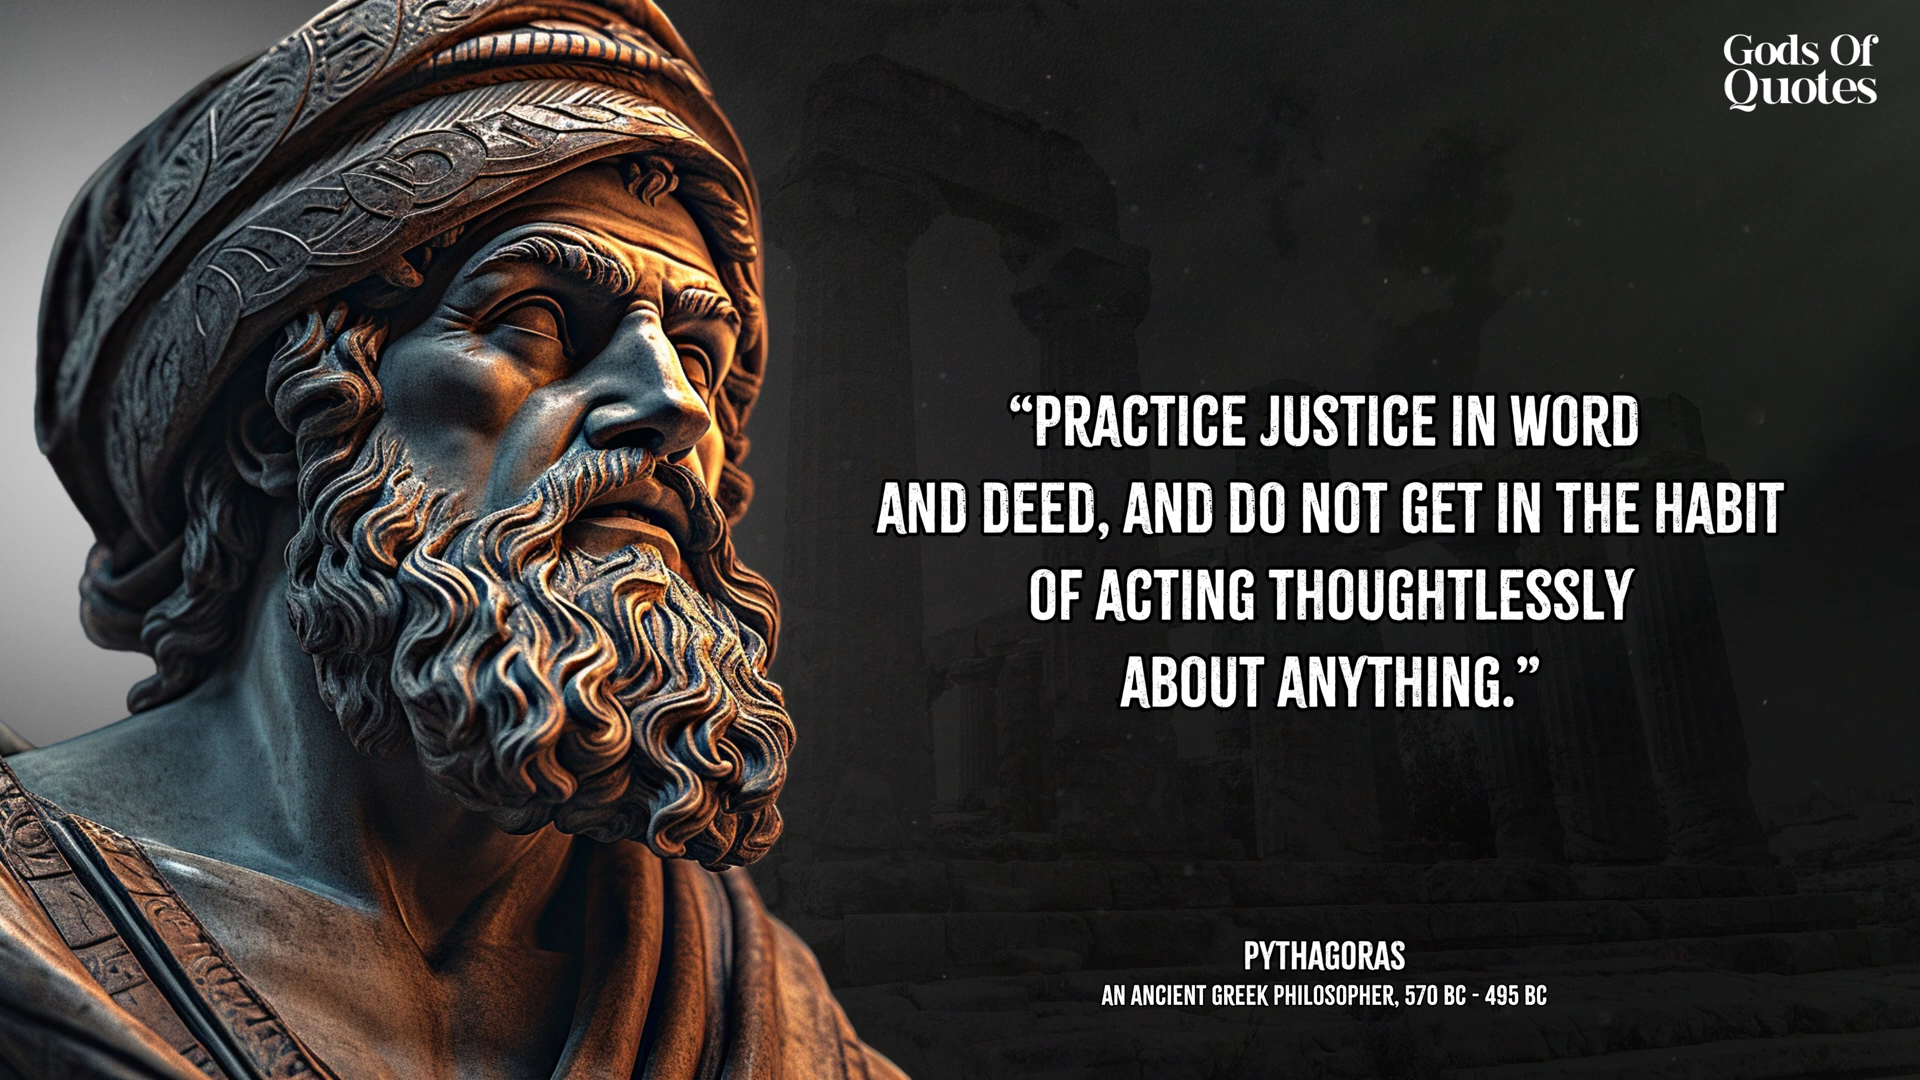 Gods Of
Quotes
“PRACTICE JUSTICE IN WORD
AND DEED, AND DO NOT GET IN THE HABIT
OF ACTING THOUGHTLESSLY
ABOUT ANYTHING.”
PYTHAGORAS
AN ANCIENT GREEK PHILOSOPHER, 570 BC - 495 BC